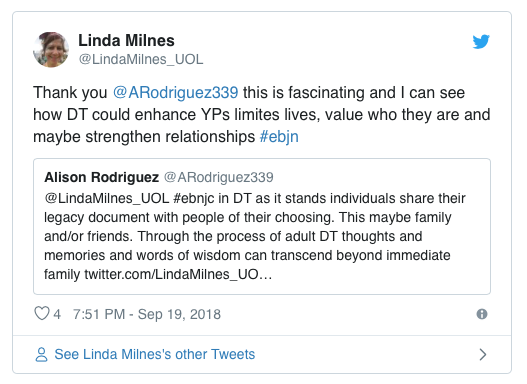 Linda Milnes
@LindaMilnes_UOL
Thank you @ARodriguez339 this is fascinating and I can see
how DT could enhance YPs limites lives, value who they are and
maybe strengthen relationships #ebjn
Alison Rodriguez @ARodriguez339
@LindaMilnes_UOL #ebnjc in DT as it stands individuals share their
legacy document with people of their choosing. This maybe family
and/or friends. Through the process of adult DT thoughts and
memories and words of wisdom can transcend beyond immediate
family twitter.com/LindaMilnes_UO…
4 7:51 PM - Sep 19, 2018
See Linda Milnes's other Tweets